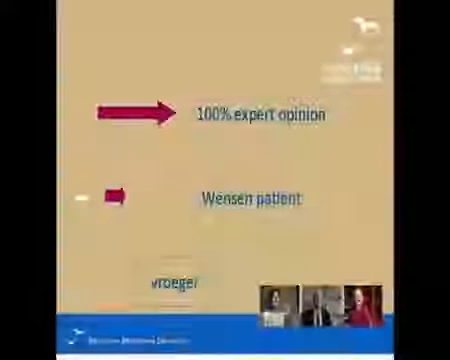 100% expert opinion
Wensen patient
vroeger